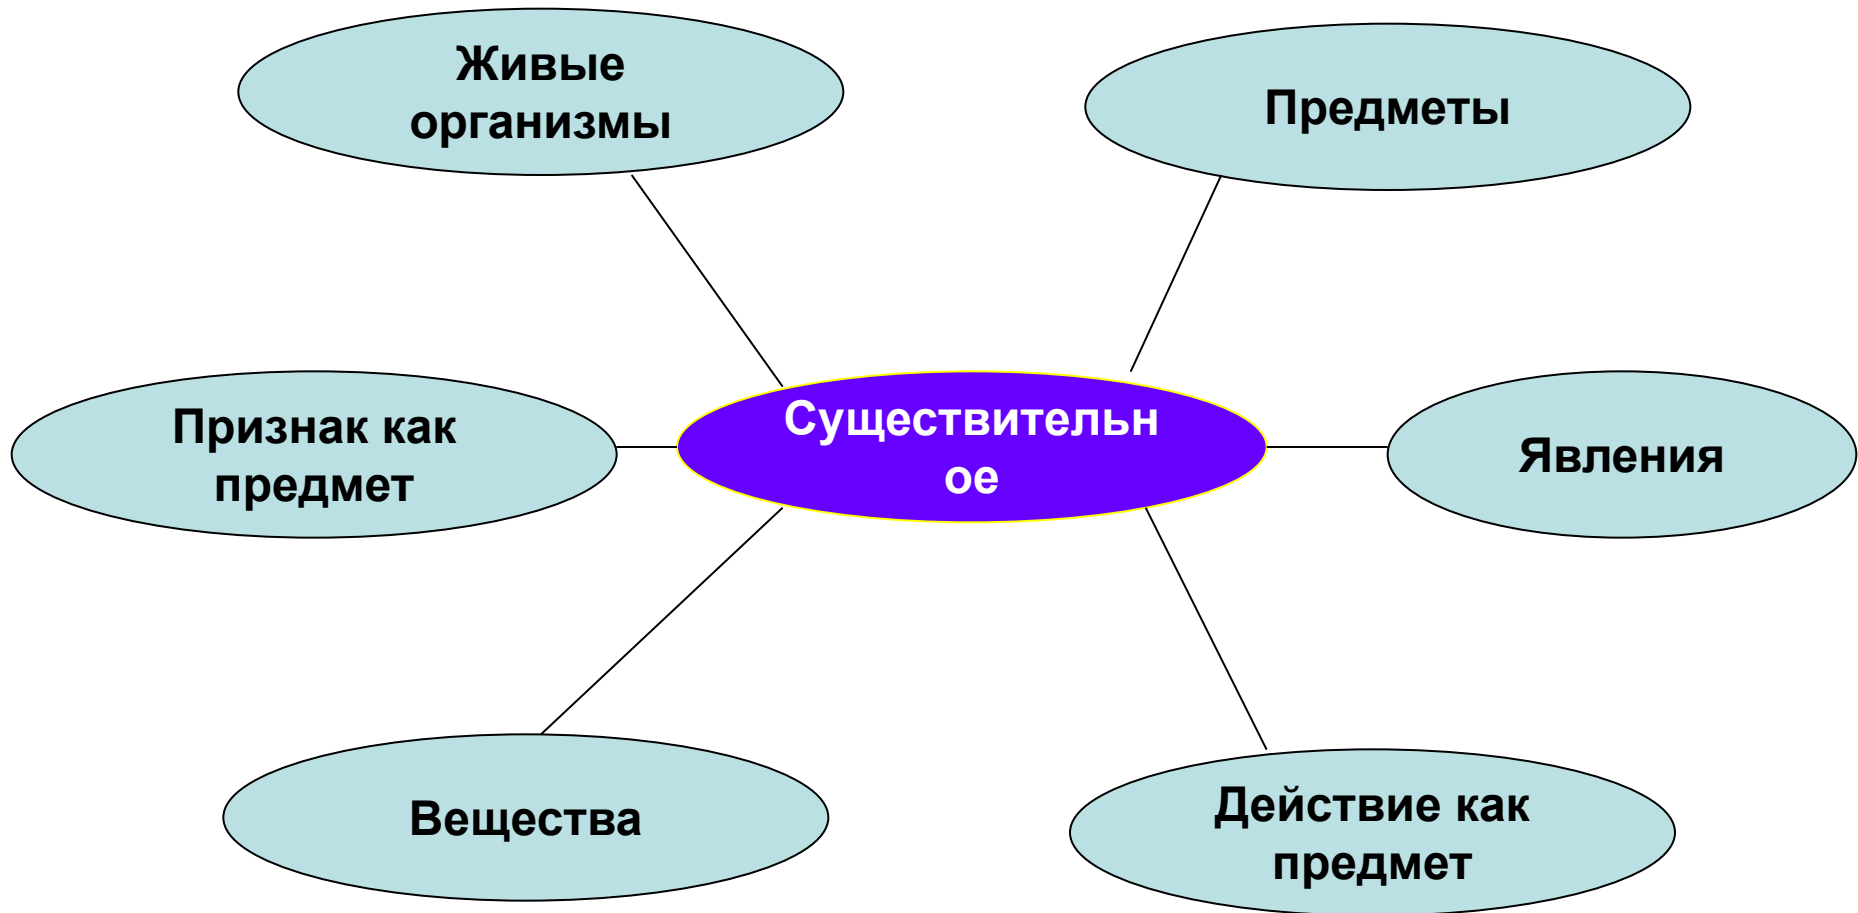 Живые
организмы
Предметы
Признак как
предмет
Существительн
ое
Явления
Вещества
Действие как
предмет